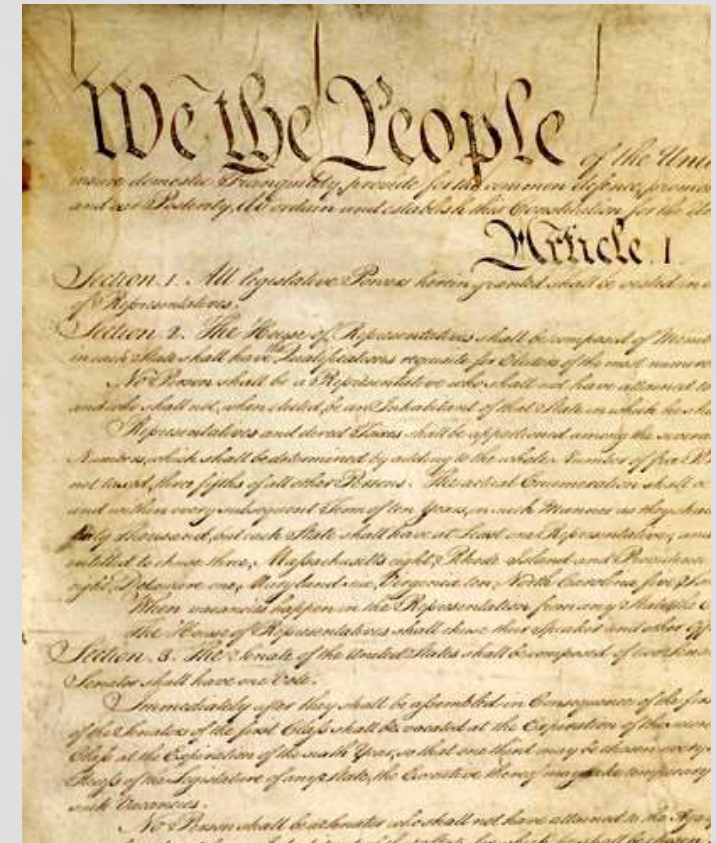 We the People of the Uni
insure domestic Tranquility, provide for the common defence, promo
and our Posterity, do ordain and establish this Constitution for the Un
Article. I.
Section. 1. All legislative Powers herein granted shall be vested in a
of Representatives.
Section. 2. The House of Representatives shall be composed of Memb
in each State shall have the Qualifications requisite for Electors of the most numero
No Person shall be a Representative who shall not have attained to
and who shall not, when elected, be an Inhabitant of that State in which he sha
Representatives and direct Taxes shall be apportioned among the severa
Numbers, which shall be determined by adding to the whole Number of free P
not taxed, three fifths of all other Persons. The actual Enumeration shall be
and within every subsequent Term of ten Years, in such Manner as they shal
thirty Thousand, but each State shall have at Least one Representative; and
entitled to chuse three, Massachusetts eight, Rhode Island and Providence
eight, Delaware one, Maryland six, Virginia ten, North Carolina five, Sou
When vacancies happen in the Representation from any State, the E
The House of Representatives shall chuse their Speaker and other Off
Section. 3. The Senate of the United States shall be composed of two Sena
Senator shall have one Vote.
Immediately after they shall be assembled in Consequence of the firs
of the Senators of the first Class shall be vacated at the Expiration of the secon
Class at the Expiration of the sixth Year, so that one third may be chosen every
Recess of the Legislature of any State, the Executive thereof may make temporary
such Vacancies.
No Person shall be a Senator who shall not have attained to the Age